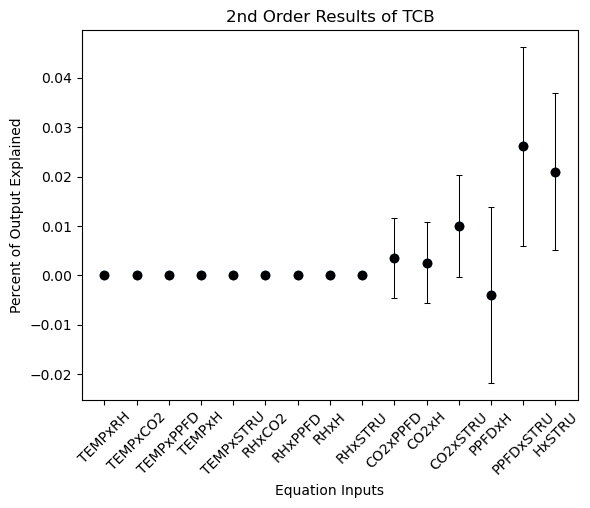 2nd Order Results of TCB
Percent of Output Explained
0.04
0.03
0.02
0.01
0.00
−0.01
−0.02
TEMPxRH
TEMPxCO2
TEMPxPPFD
TEMPxH
TEMPxSTRU
RHxCO2
RHxPPFD
RHxH
RHxSTRU
CO2xPPFD
CO2xH
CO2xSTRU
PPFDxH
PPFDxSTRU
HxSTRU
Equation Inputs